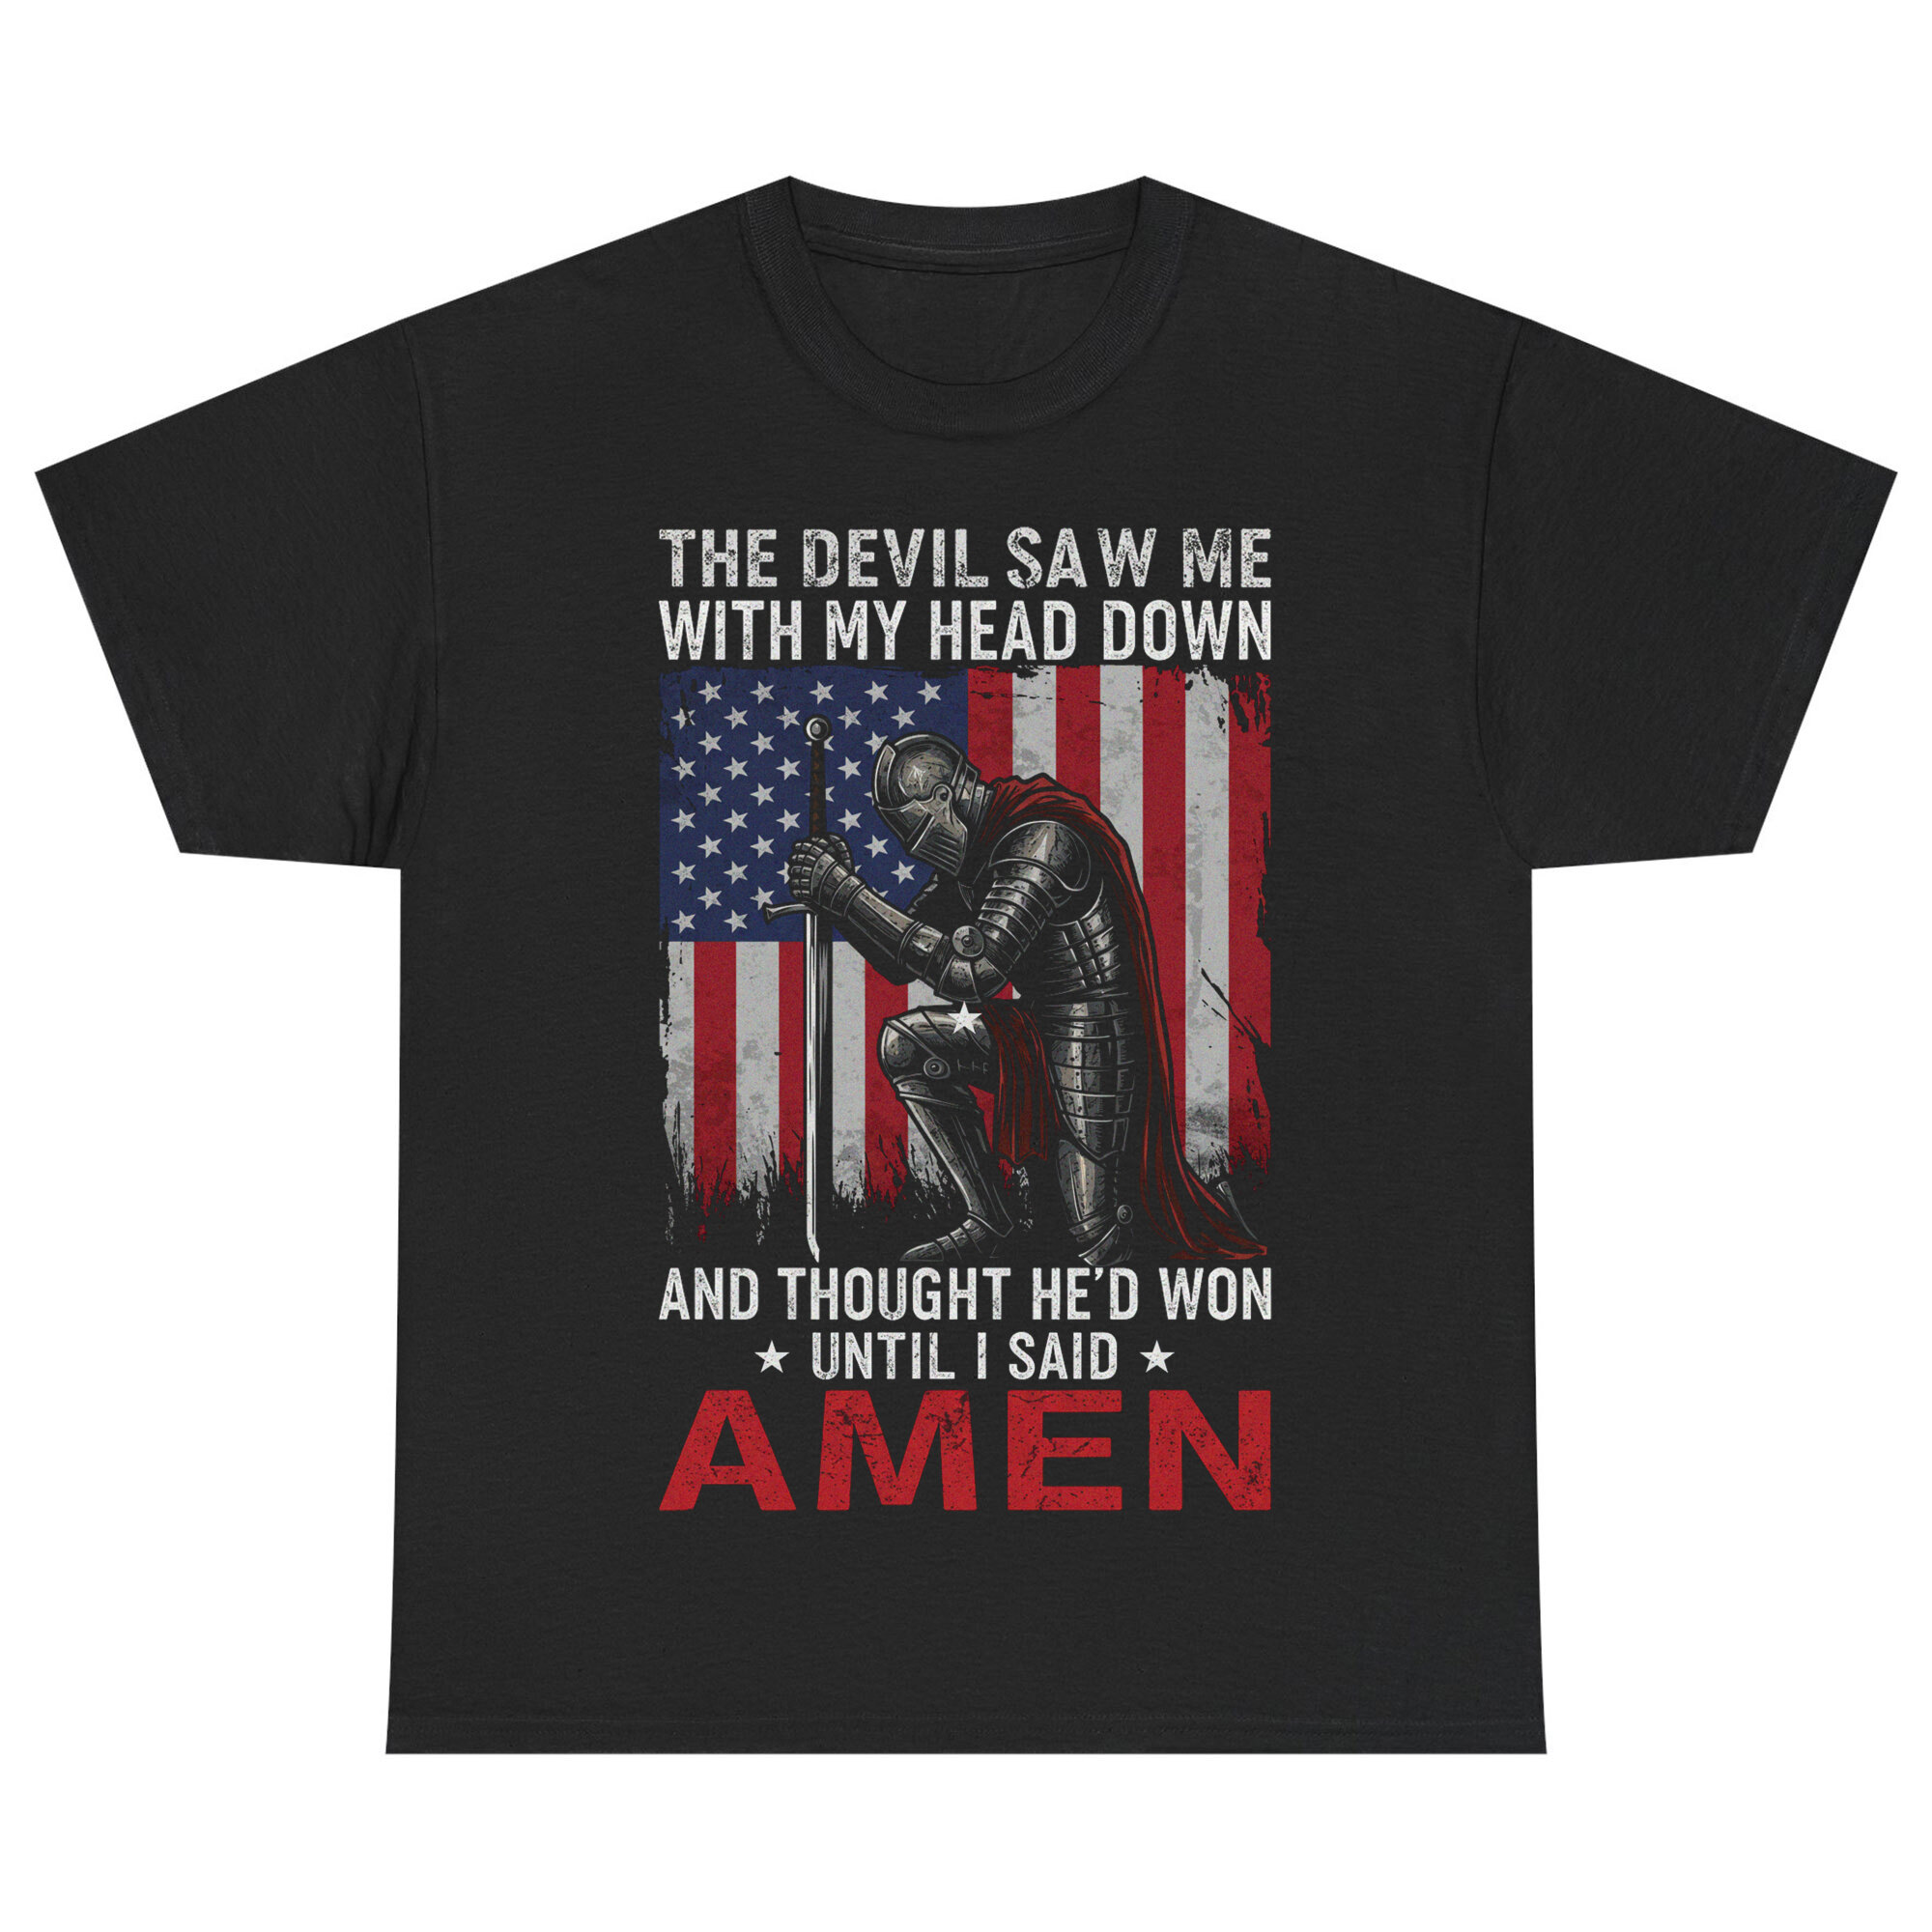 THE DEVIL SAW ME
WITH MY HEAD DOWN
AND THOUGHT HE'D WON
UNTIL I SAID
AMEN